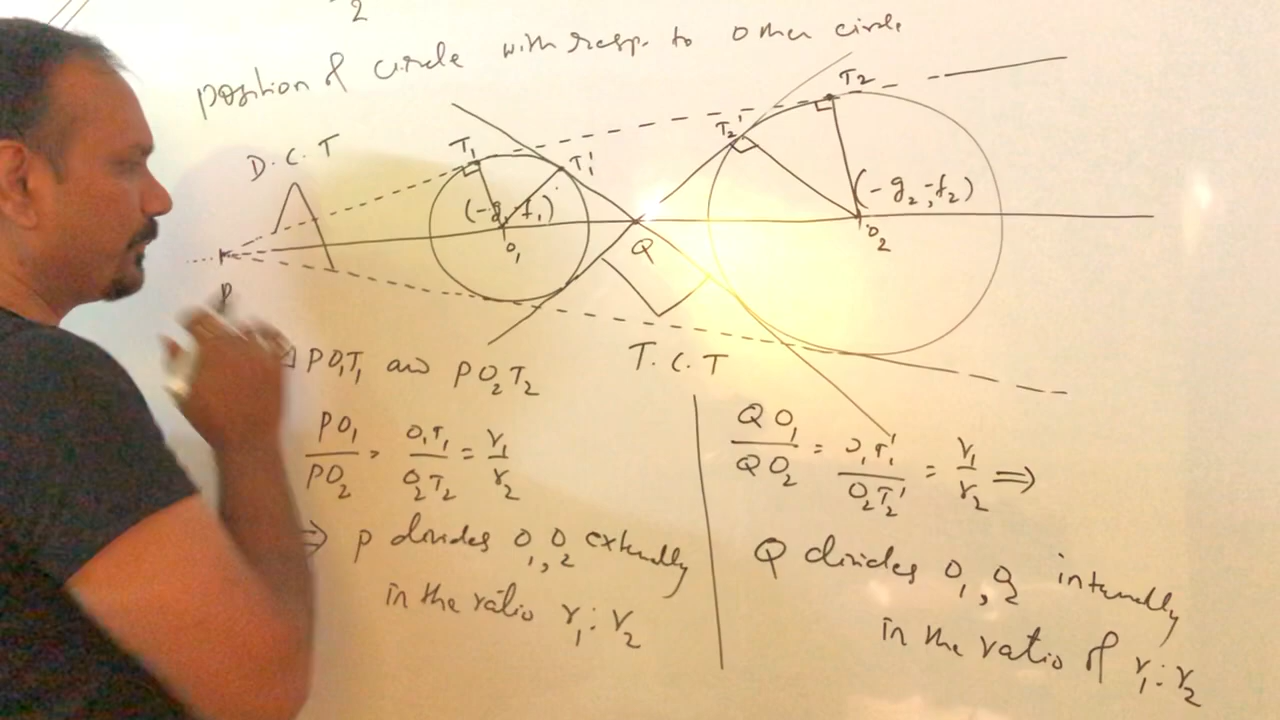 2
position of circle with resp. to other circle
D.C.T
T₁
T₁'
T₂'
T₂
(-g₁,-f₁)
(-g₂,-f₂)
O₁
Q
O₂
P
T.C.T
PO₁T₁ and PO₂T₂
PO₁/PO₂ = O₁T₁/O₂T₂ = r₁/r₂
⇒ P divides O₁,O₂ externally
in the ratio r₁:r₂
QO₁/QO₂ = O₁T₁'/O₂T₂' = r₁/r₂ ⇒
Q divides O₁,O₂ internally
in the ratio of r₁:r₂